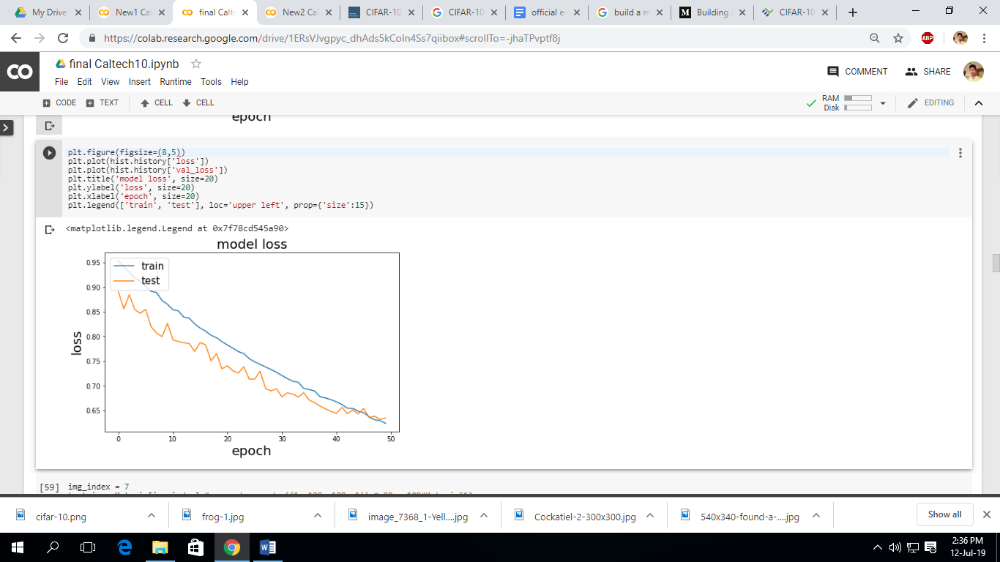 My Drive
New1 Cal
final Calte
New2 Cal
CIFAR-10
CIFAR-10
official e-
build a m
Building
CIFAR-10
https://colab.research.google.com/drive/1ERsVJvgpyc_dhAds5kCoIn4Ss7qiibox#scrollTo=-jhaTPvptf8j
ABP
CO
final Caltech10.ipynb
File Edit View Insert Runtime Tools Help
COMMENT
SHARE
CODE TEXT CELL CELL
RAM
Disk
EDITING
epoch
plt.figure(figsize=(8,5))
plt.plot(hist.history['loss'])
plt.plot(hist.history['val_loss'])
plt.title('model loss', size=20)
plt.ylabel('loss', size=20)
plt.xlabel('epoch', size=20)
plt.legend(['train', 'test'], loc='upper left', prop={'size':15})
<matplotlib.legend.Legend at 0x7f78cd545a90>
model loss
train
test
0.95
0.90
0.85
0.80
0.75
0.70
0.65
loss
0 10 20 30 40 50
epoch
[59] img_index = 7
cifar-10.png
frog-1.jpg
image_7368_1-Yell....jpg
Cockatiel-2-300x300.jpg
540x340-found-a-....jpg
Show all
2:36 PM
12-Jul-19